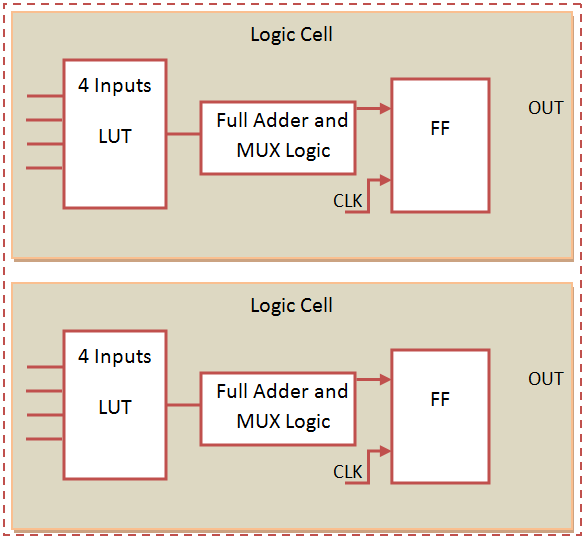 Logic Cell
4 Inputs
LUT
Full Adder and
MUX Logic
FF
OUT
CLK
Logic Cell
4 Inputs
LUT
Full Adder and
MUX Logic
FF
OUT
CLK